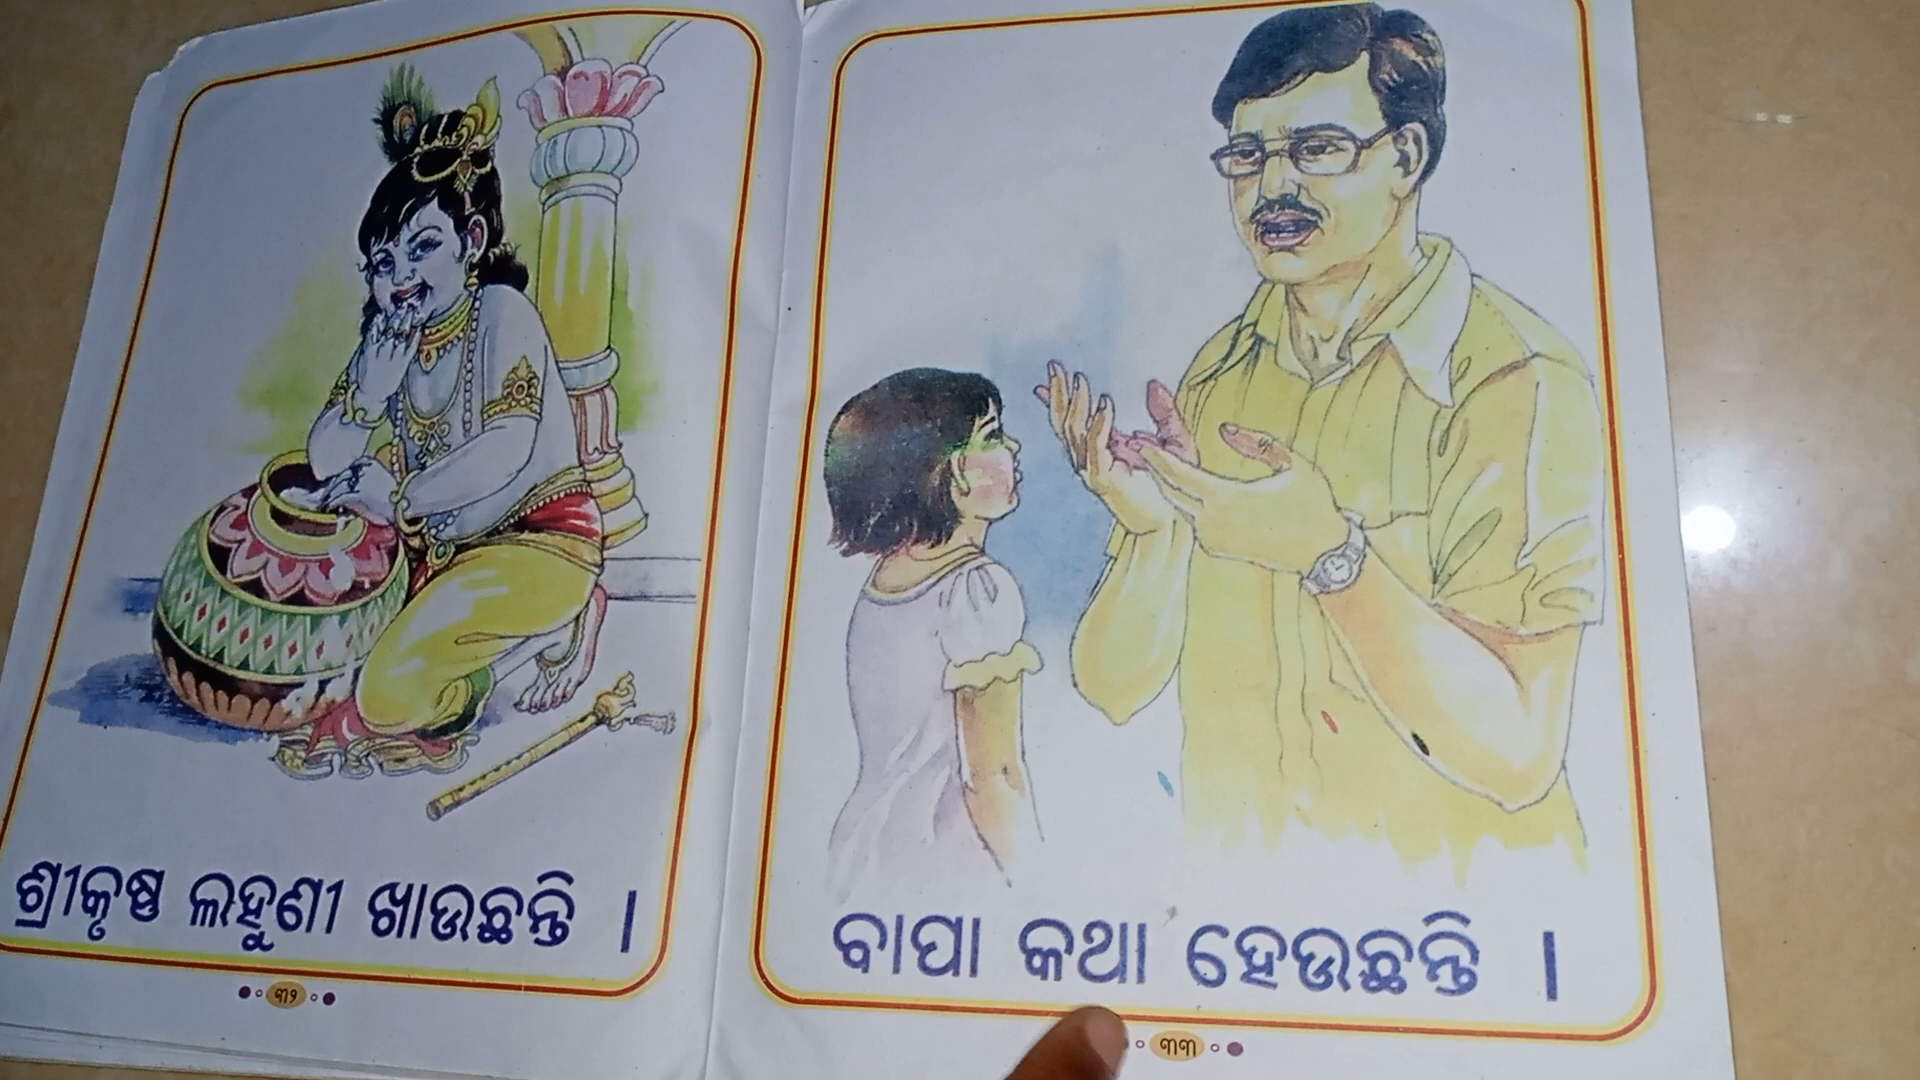 ଶ୍ରୀକୃଷ୍ଣ ଲହୁଣୀ ଖାଉଛନ୍ତି ।
୩୨
ବାପା କଥା ହେଉଛନ୍ତି ।
୩୩